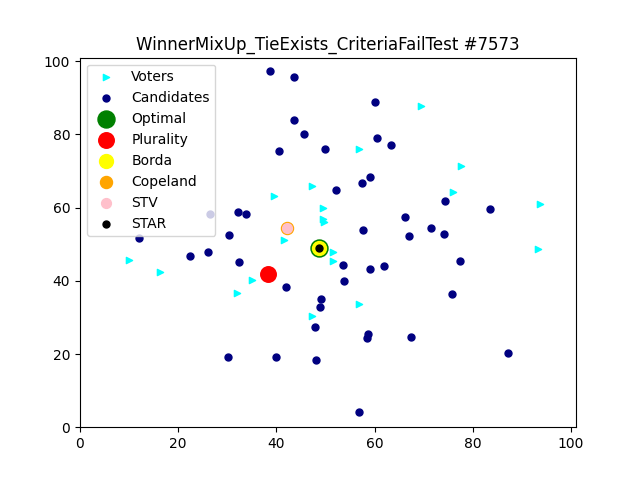 WinnerMixUp_TieExists_CriteriaFailTest #7573
100
80
60
40
20
0
0 20 40 60 80 100
Voters
Candidates
Optimal
Plurality
Borda
Copeland
STV
STAR